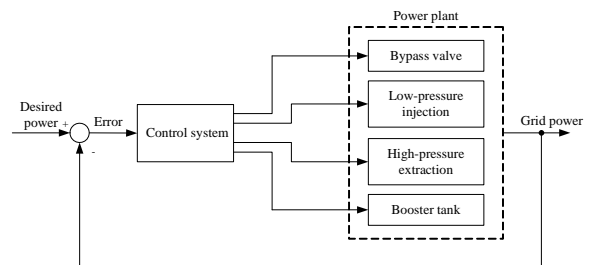 Power plant
Bypass valve
Desired
power +
Error
-
Control system
Low-pressure
injection
Grid power
High-pressure
extraction
Booster tank